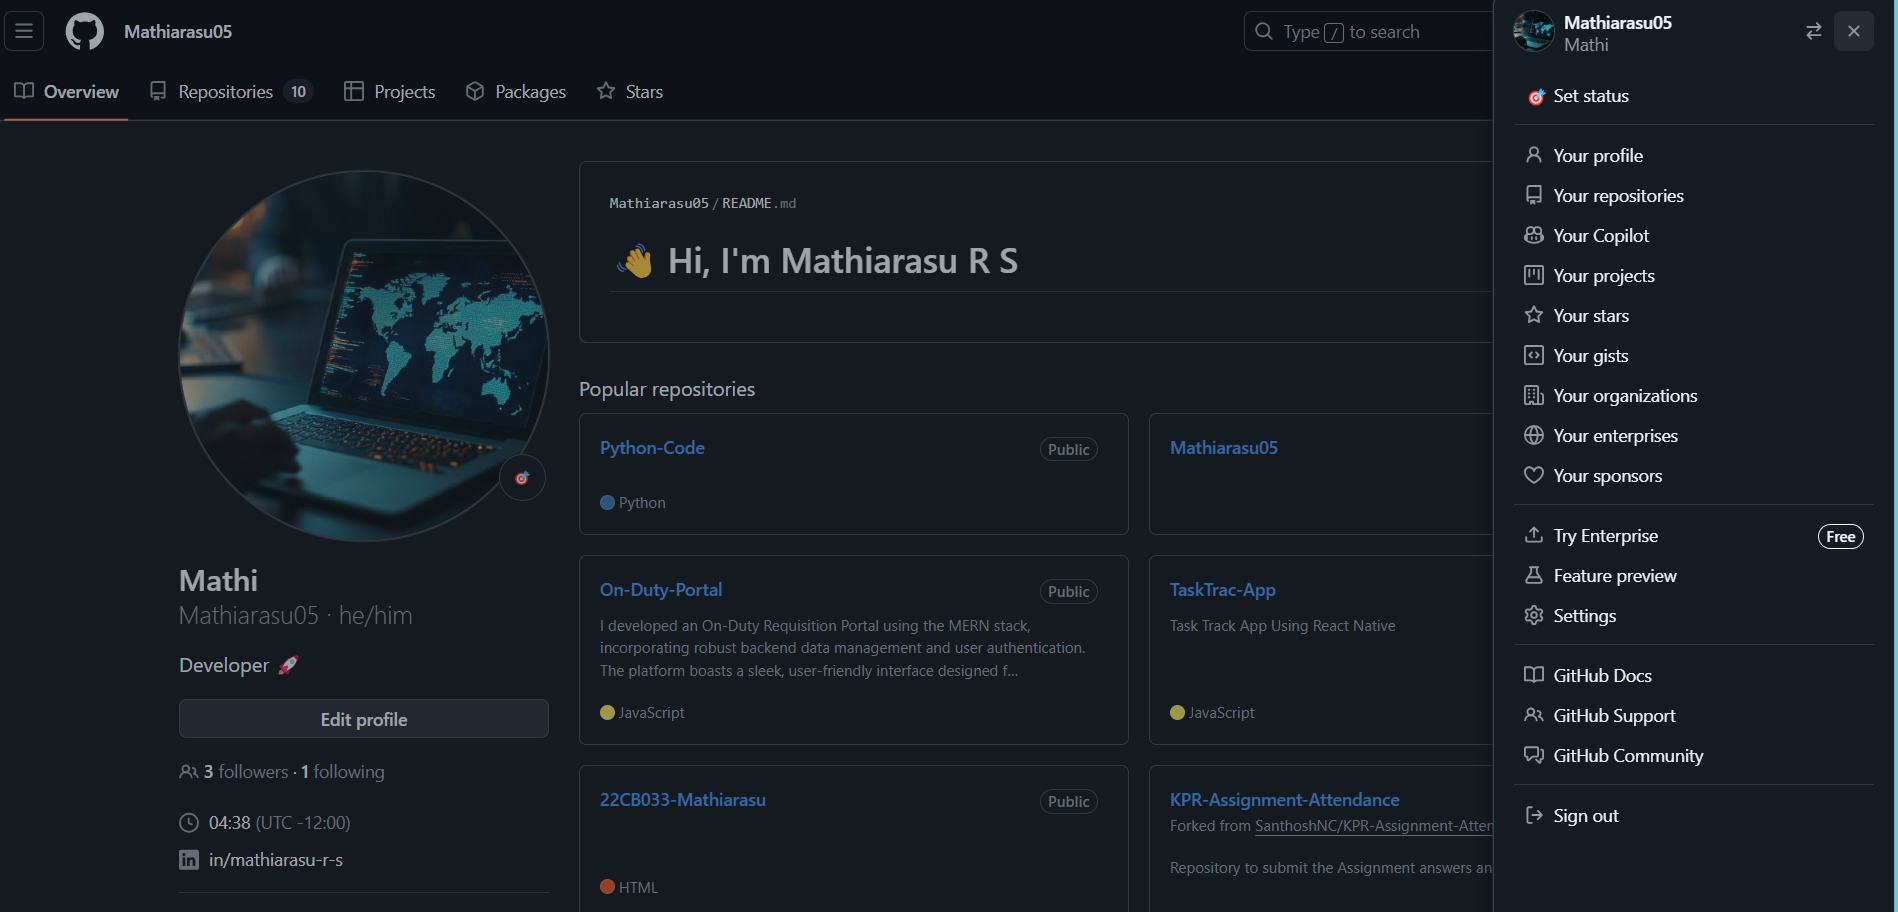 Mathiarasu05
Type / to search
Overview
Repositories 10
Projects
Packages
Stars
Mathi
Mathiarasu05 · he/him
Developer 🚀
Edit profile
3 followers · 1 following
04:38 (UTC -12:00)
in/mathiarasu-r-s
Mathiarasu05/README.md
👋 Hi, I'm Mathiarasu R S
Popular repositories
Python-Code
Public
Python
Mathiarasu05
On-Duty-Portal
Public
I developed an On-Duty Requisition Portal using the MERN stack,
incorporating robust backend data management and user authentication.
The platform boasts a sleek, user-friendly interface designed f...
JavaScript
TaskTrac-App
Task Track App Using React Native
JavaScript
22CB033-Mathiarasu
Public
HTML
KPR-Assignment-Attendance
Forked from SanthoshNC/KPR-Assignment-Atten
Repository to submit the Assignment answers an
Mathiarasu05
Mathi
Set status
Your profile
Your repositories
Your Copilot
Your projects
Your stars
Your gists
Your organizations
Your enterprises
Your sponsors
Try Enterprise
Free
Feature preview
Settings
GitHub Docs
GitHub Support
GitHub Community
Sign out